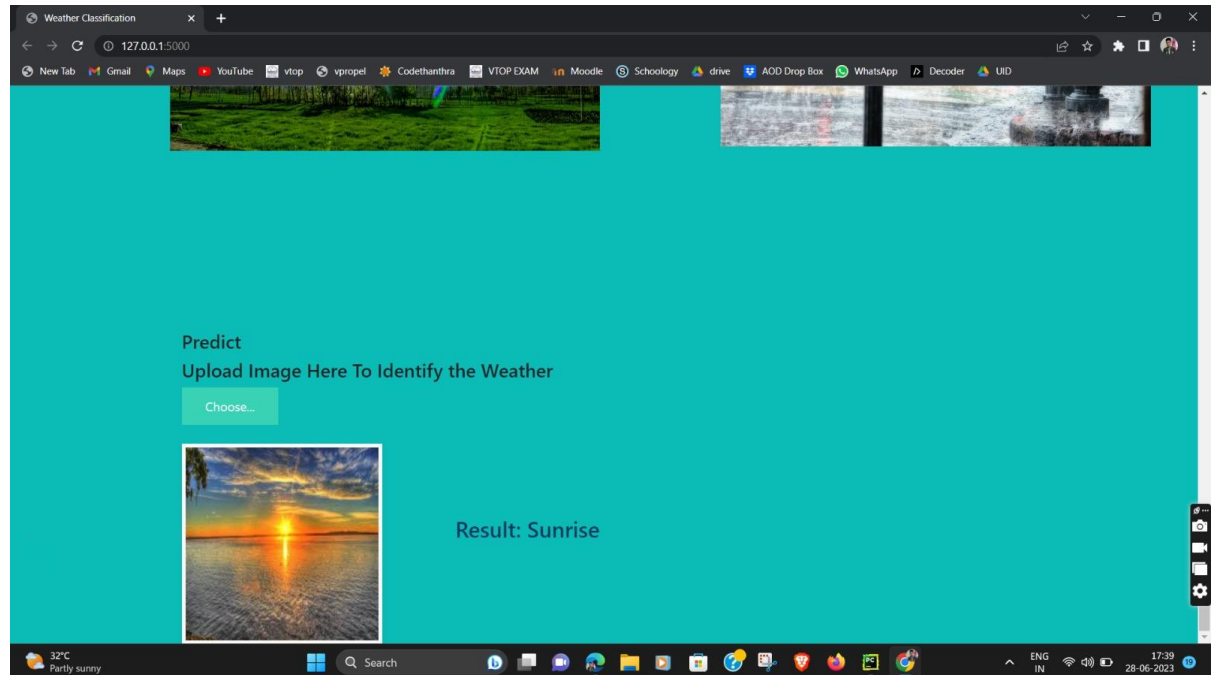 Weather Classification
127.0.0.1:5000
New Tab Gmail Maps YouTube vtop vpropel Codethanthra VTOP EXAM Moodle Schoology drive AOD Drop Box WhatsApp Decoder UID
Predict
Upload Image Here To Identify the Weather
Choose...
Result: Sunrise
32°C
Partly sunny
Search
ENG
IN
17:39
28-06-2023
19